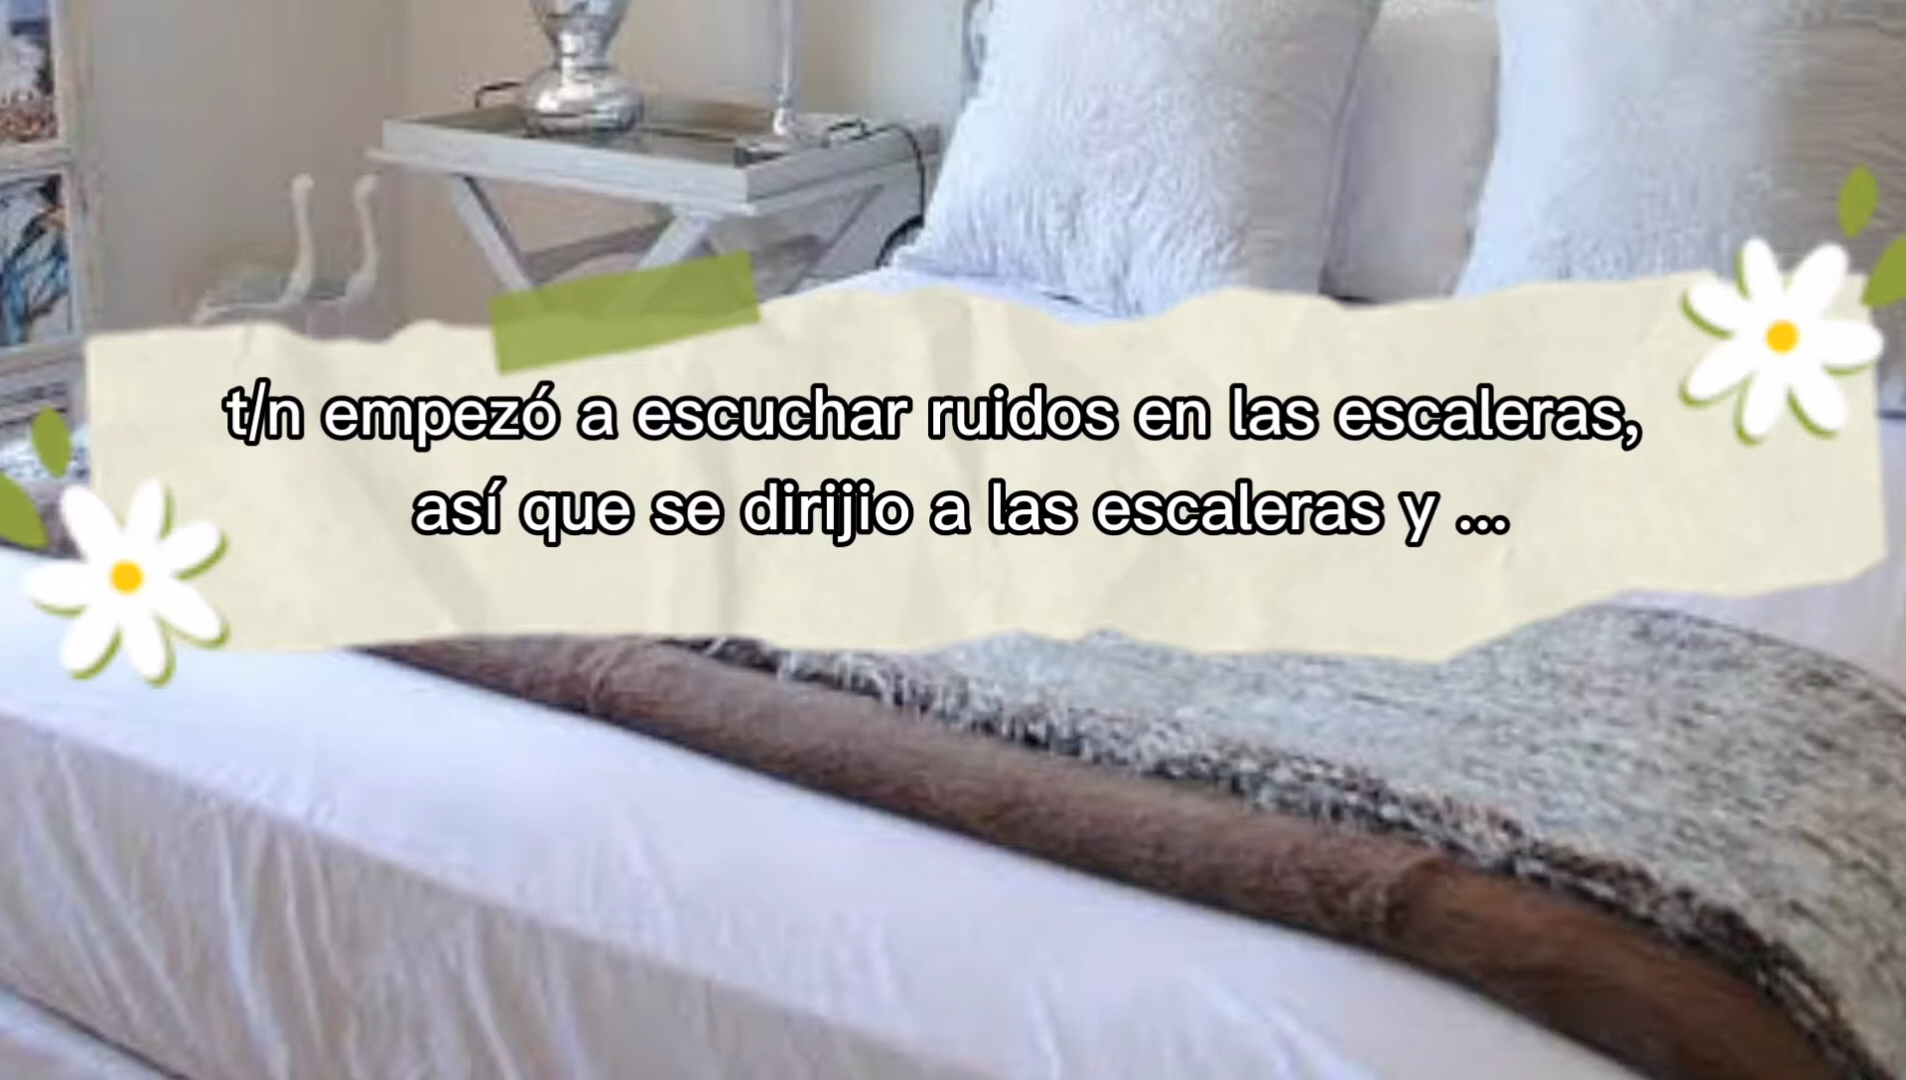 t/n empezó a escuchar ruidos en las escaleras,
así que se dirijio a las escaleras y ...